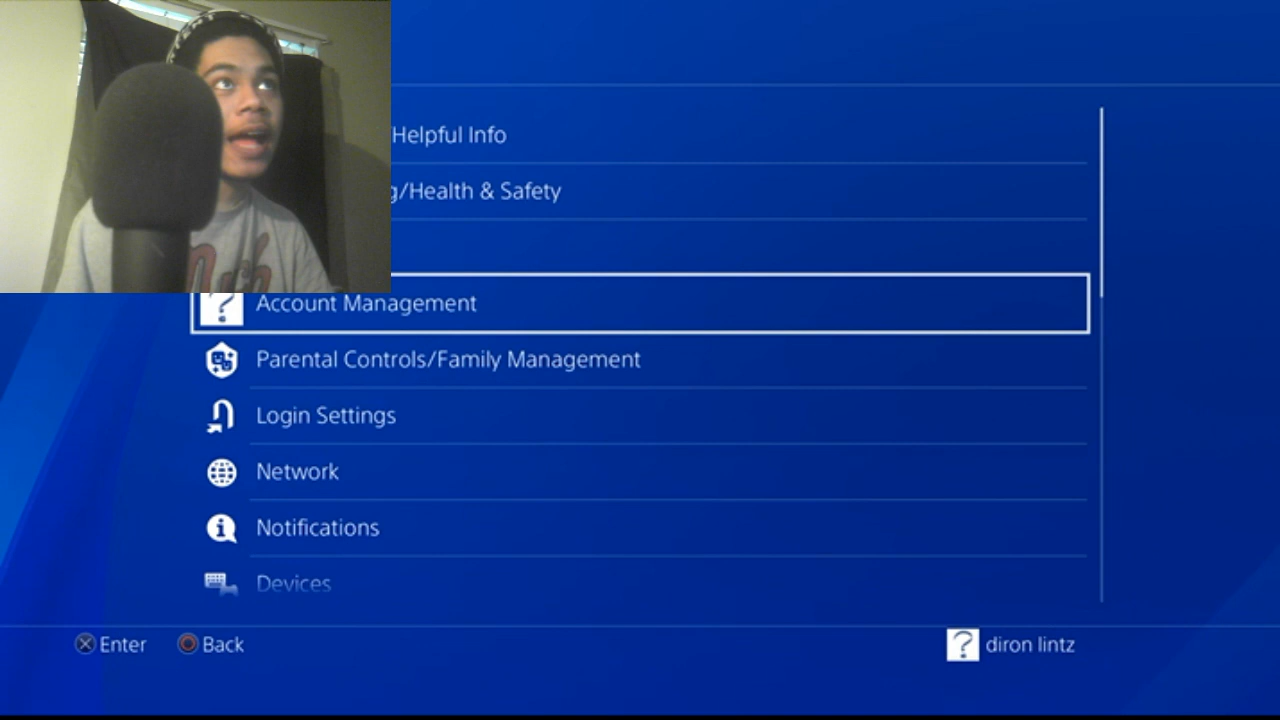 /Helpful Info
g/Health & Safety
Account Management
Parental Controls/Family Management
Login Settings
Network
Notifications
Devices
Enter Back
diron lintz